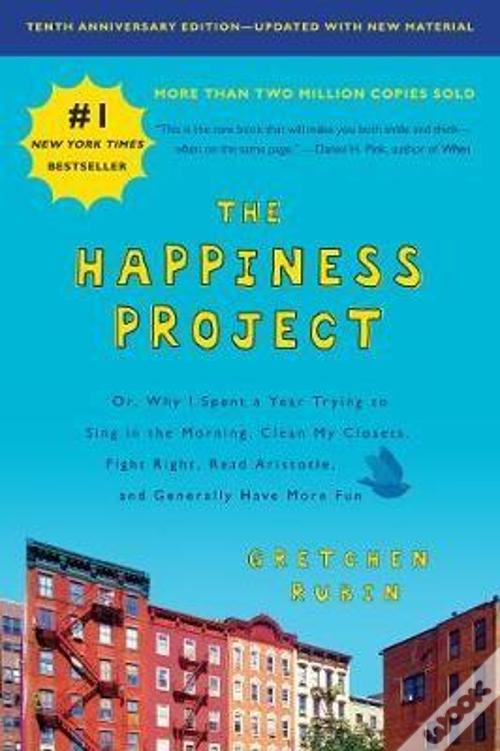 TENTH ANNIVERSARY EDITION—UPDATED WITH NEW MATERIAL
MORE THAN TWO MILLION COPIES SOLD
#1
NEW YORK TIMES
BESTSELLER
"This is the rare book that will make you both smile and think—
often on the same page." —Daniel H. Pink, author of When
THE
HAPPINESS
PROJECT
Or, Why I Spent a Year Trying to
Sing in the Morning, Clean My Closets,
Fight Right, Read Aristotle,
and Generally Have More Fun
GRETCHEN
RUBIN
WOOK